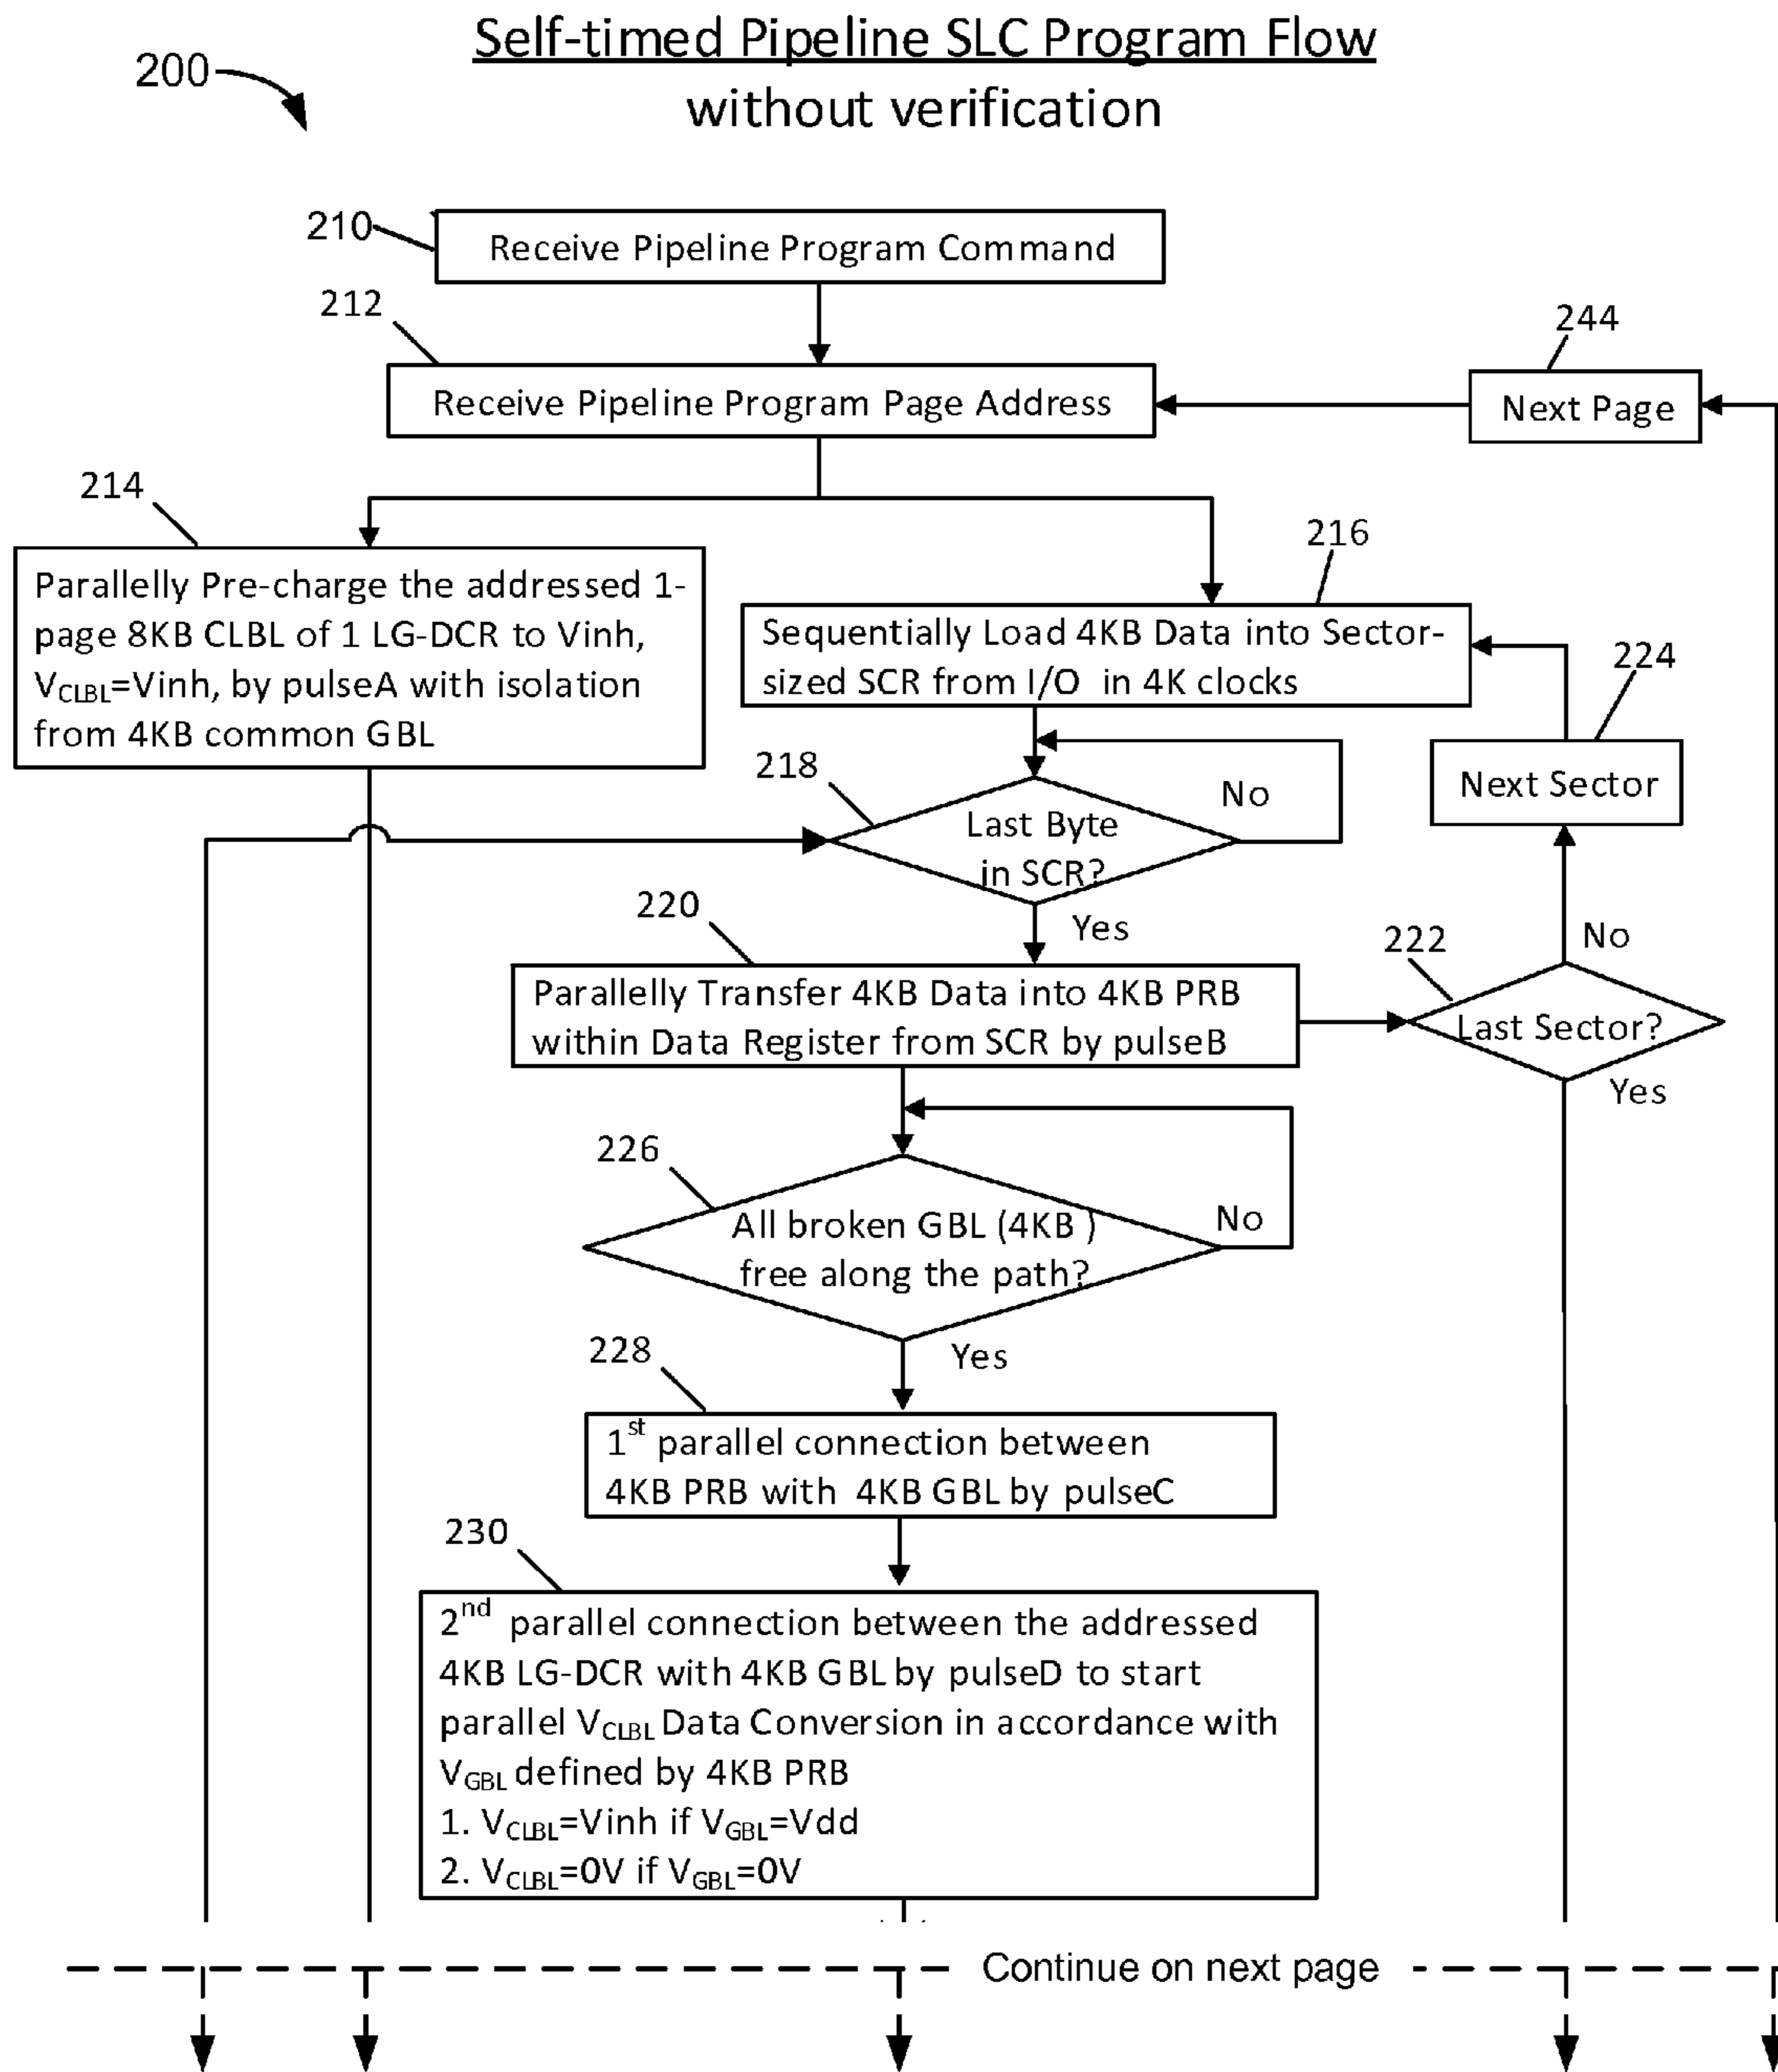 Self-timed Pipeline SLC Program Flow
without verification
200
210
Receive Pipeline Program Command
212
Receive Pipeline Program Page Address
244
Next Page
214
Parallelly Pre-charge the addressed 1-
page 8KB CLBL of 1 LG-DCR to Vinh,
VCLBL=Vinh, by pulseA with isolation
from 4KB common GBL
216
Sequentially Load 4KB Data into Sector-
sized SCR from I/O in 4K clocks
224
Next Sector
218
Last Byte
in SCR?
No
Yes
220
Parallelly Transfer 4KB Data into 4KB PRB
within Data Register from SCR by pulseB
222
Last Sector?
No
Yes
226
All broken GBL (4KB )
free along the path?
No
Yes
228
1st parallel connection between
4KB PRB with 4KB GBL by pulseC
230
2nd parallel connection between the addressed
4KB LG-DCR with 4KB GBL by pulseD to start
parallel VCLBL Data Conversion in accordance with
VGBL defined by 4KB PRB
1. VCLBL=Vinh if VGBL=Vdd
2. VCLBL=0V if VGBL=0V
Continue on next page